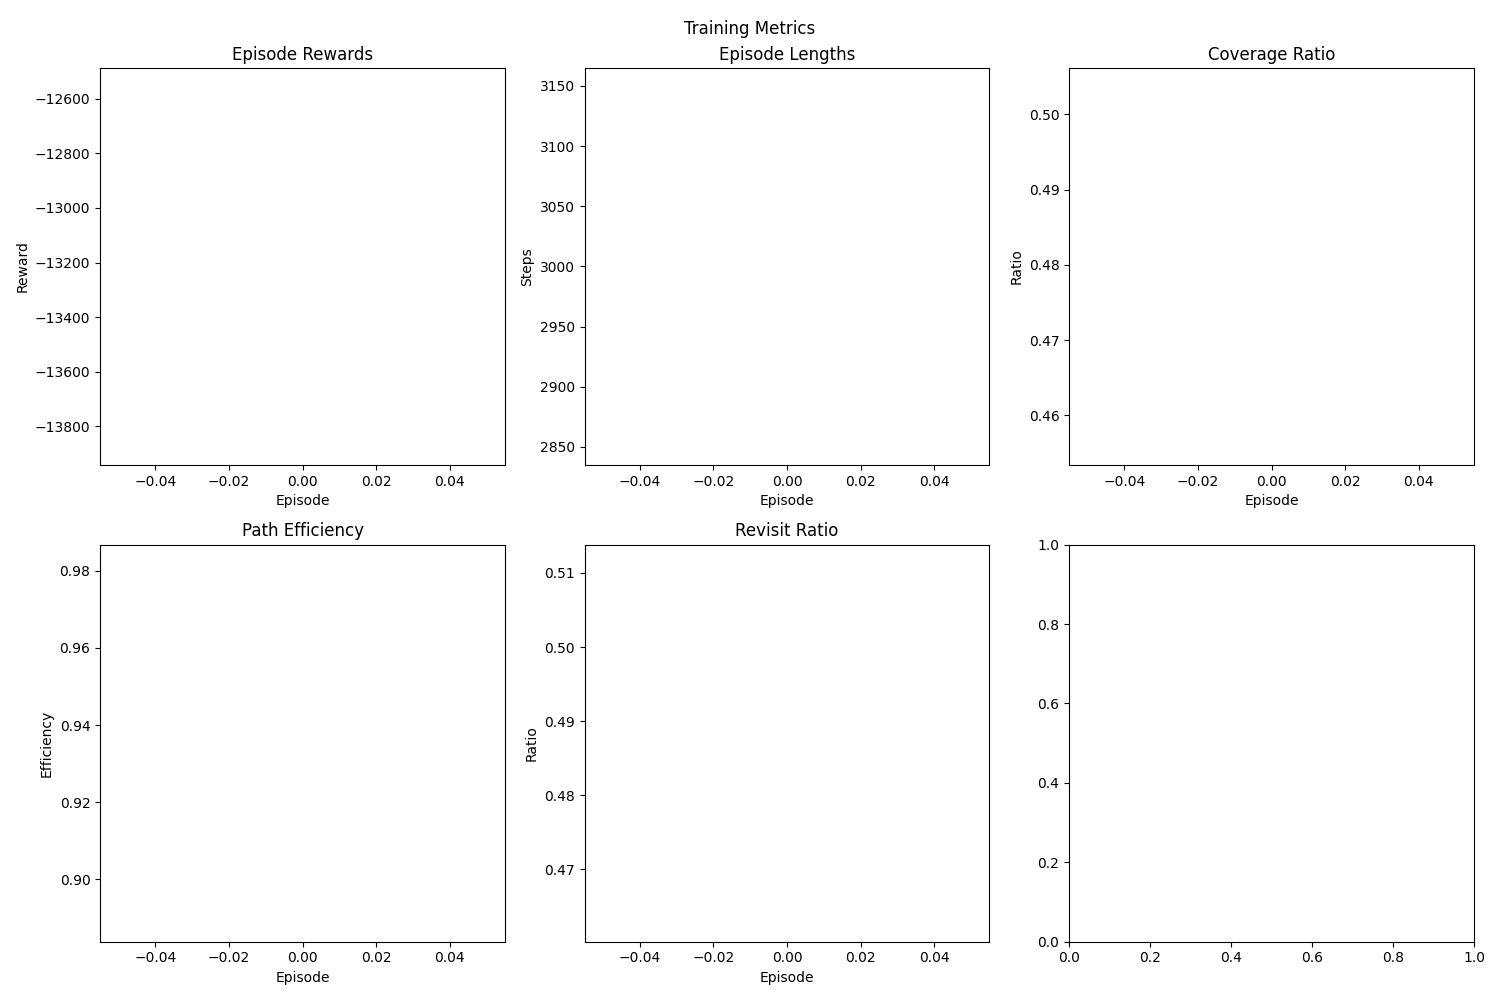 Training Metrics
Episode Rewards
Reward
−12600
−12800
−13000
−13200
−13400
−13600
−13800
−0.04 −0.02 0.00 0.02 0.04
Episode
Episode Lengths
Steps
3150
3100
3050
3000
2950
2900
2850
−0.04 −0.02 0.00 0.02 0.04
Episode
Coverage Ratio
Ratio
0.50
0.49
0.48
0.47
0.46
−0.04 −0.02 0.00 0.02 0.04
Episode
Path Efficiency
Efficiency
0.98
0.96
0.94
0.92
0.90
−0.04 −0.02 0.00 0.02 0.04
Episode
Revisit Ratio
Ratio
0.51
0.50
0.49
0.48
0.47
−0.04 −0.02 0.00 0.02 0.04
Episode
1.0
0.8
0.6
0.4
0.2
0.0
0.0 0.2 0.4 0.6 0.8 1.0